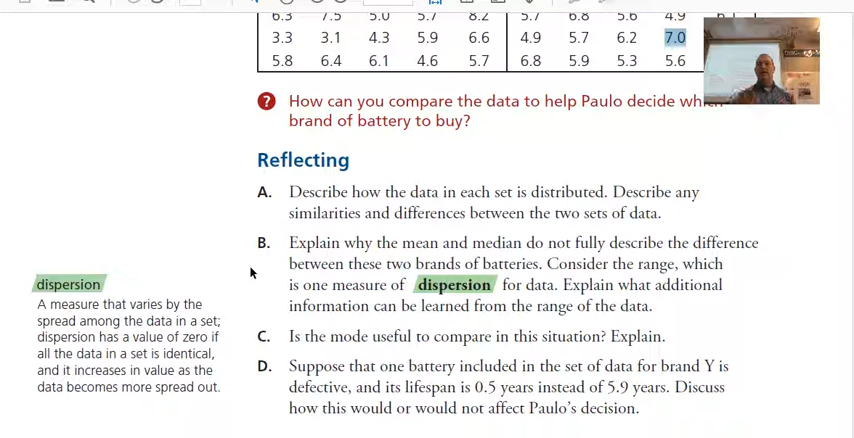 6.3 7.5 5.0 5.7 8.2 5.7 6.8 5.6 4.9
3.3 3.1 4.3 5.9 6.6 4.9 5.7 6.2 7.0
5.8 6.4 6.1 4.6 5.7 6.8 5.9 5.3 5.6
? How can you compare the data to help Paulo decide which
brand of battery to buy?
Reflecting
A. Describe how the data in each set is distributed. Describe any
similarities and differences between the two sets of data.
B. Explain why the mean and median do not fully describe the difference
between these two brands of batteries. Consider the range, which
is one measure of dispersion for data. Explain what additional
information can be learned from the range of the data.
C. Is the mode useful to compare in this situation? Explain.
D. Suppose that one battery included in the set of data for brand Y is
defective, and its lifespan is 0.5 years instead of 5.9 years. Discuss
how this would or would not affect Paulo's decision.
dispersion
A measure that varies by the
spread among the data in a set;
dispersion has a value of zero if
all the data in a set is identical,
and it increases in value as the
data becomes more spread out.